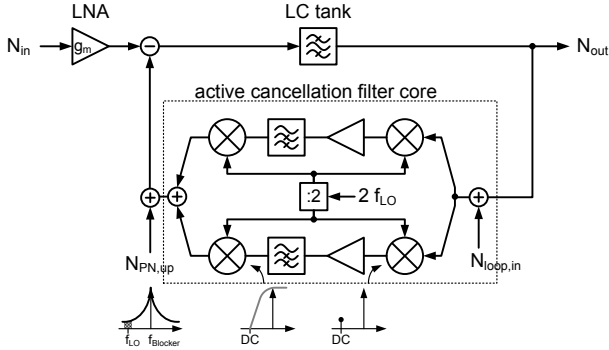 LNA
LC tank
N_in
g_m
N_out
active cancellation filter core
:2
2 f_LO
N_PN,up
N_loop,in
f_LO
f_Blocker
DC
DC